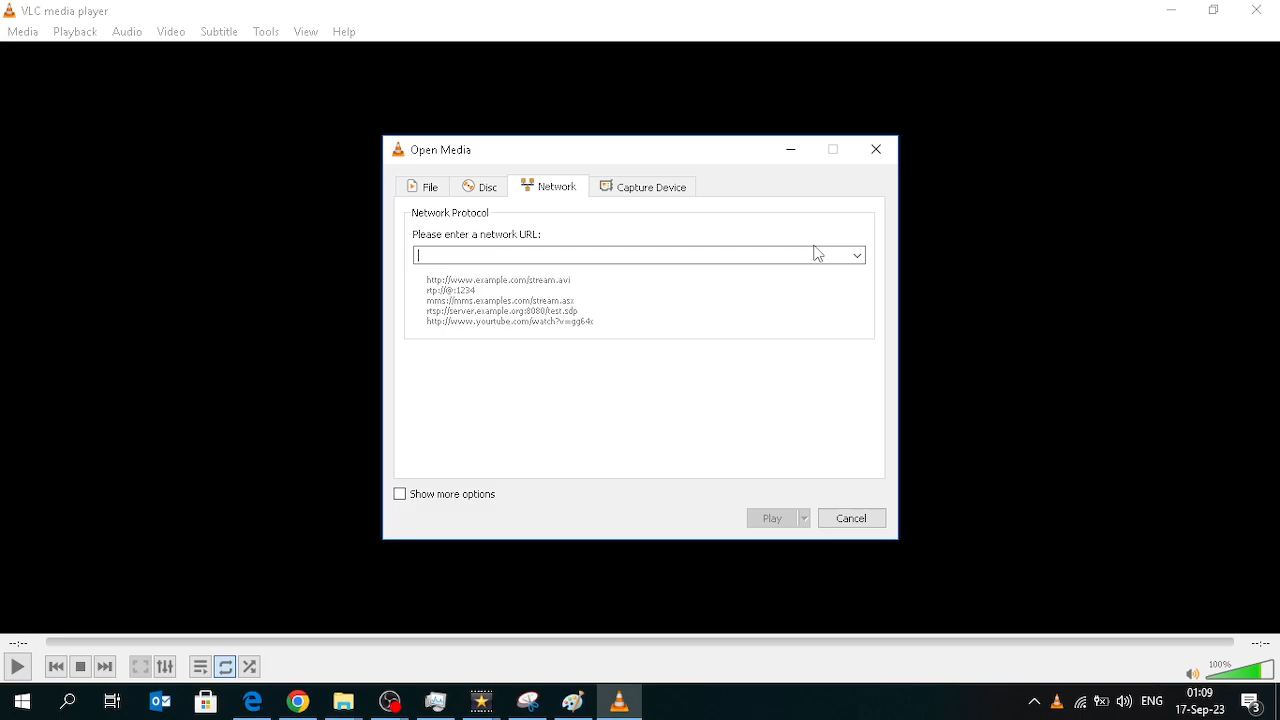 VLC media player
Media Playback Audio Video Subtitle Tools View Help
Open Media
File Disc Network Capture Device
Network Protocol
Please enter a network URL:
http://www.example.com/stream.avi
rtp://@:1234
mms://mms.examples.com/stream.asx
rtsp://server.example.org:8080/test.sdp
http://www.yourtube.com/watch?v=gg64x
Show more options
Play Cancel
--:-- --:--
100%
ENG
01:09
17-Sep-23
3